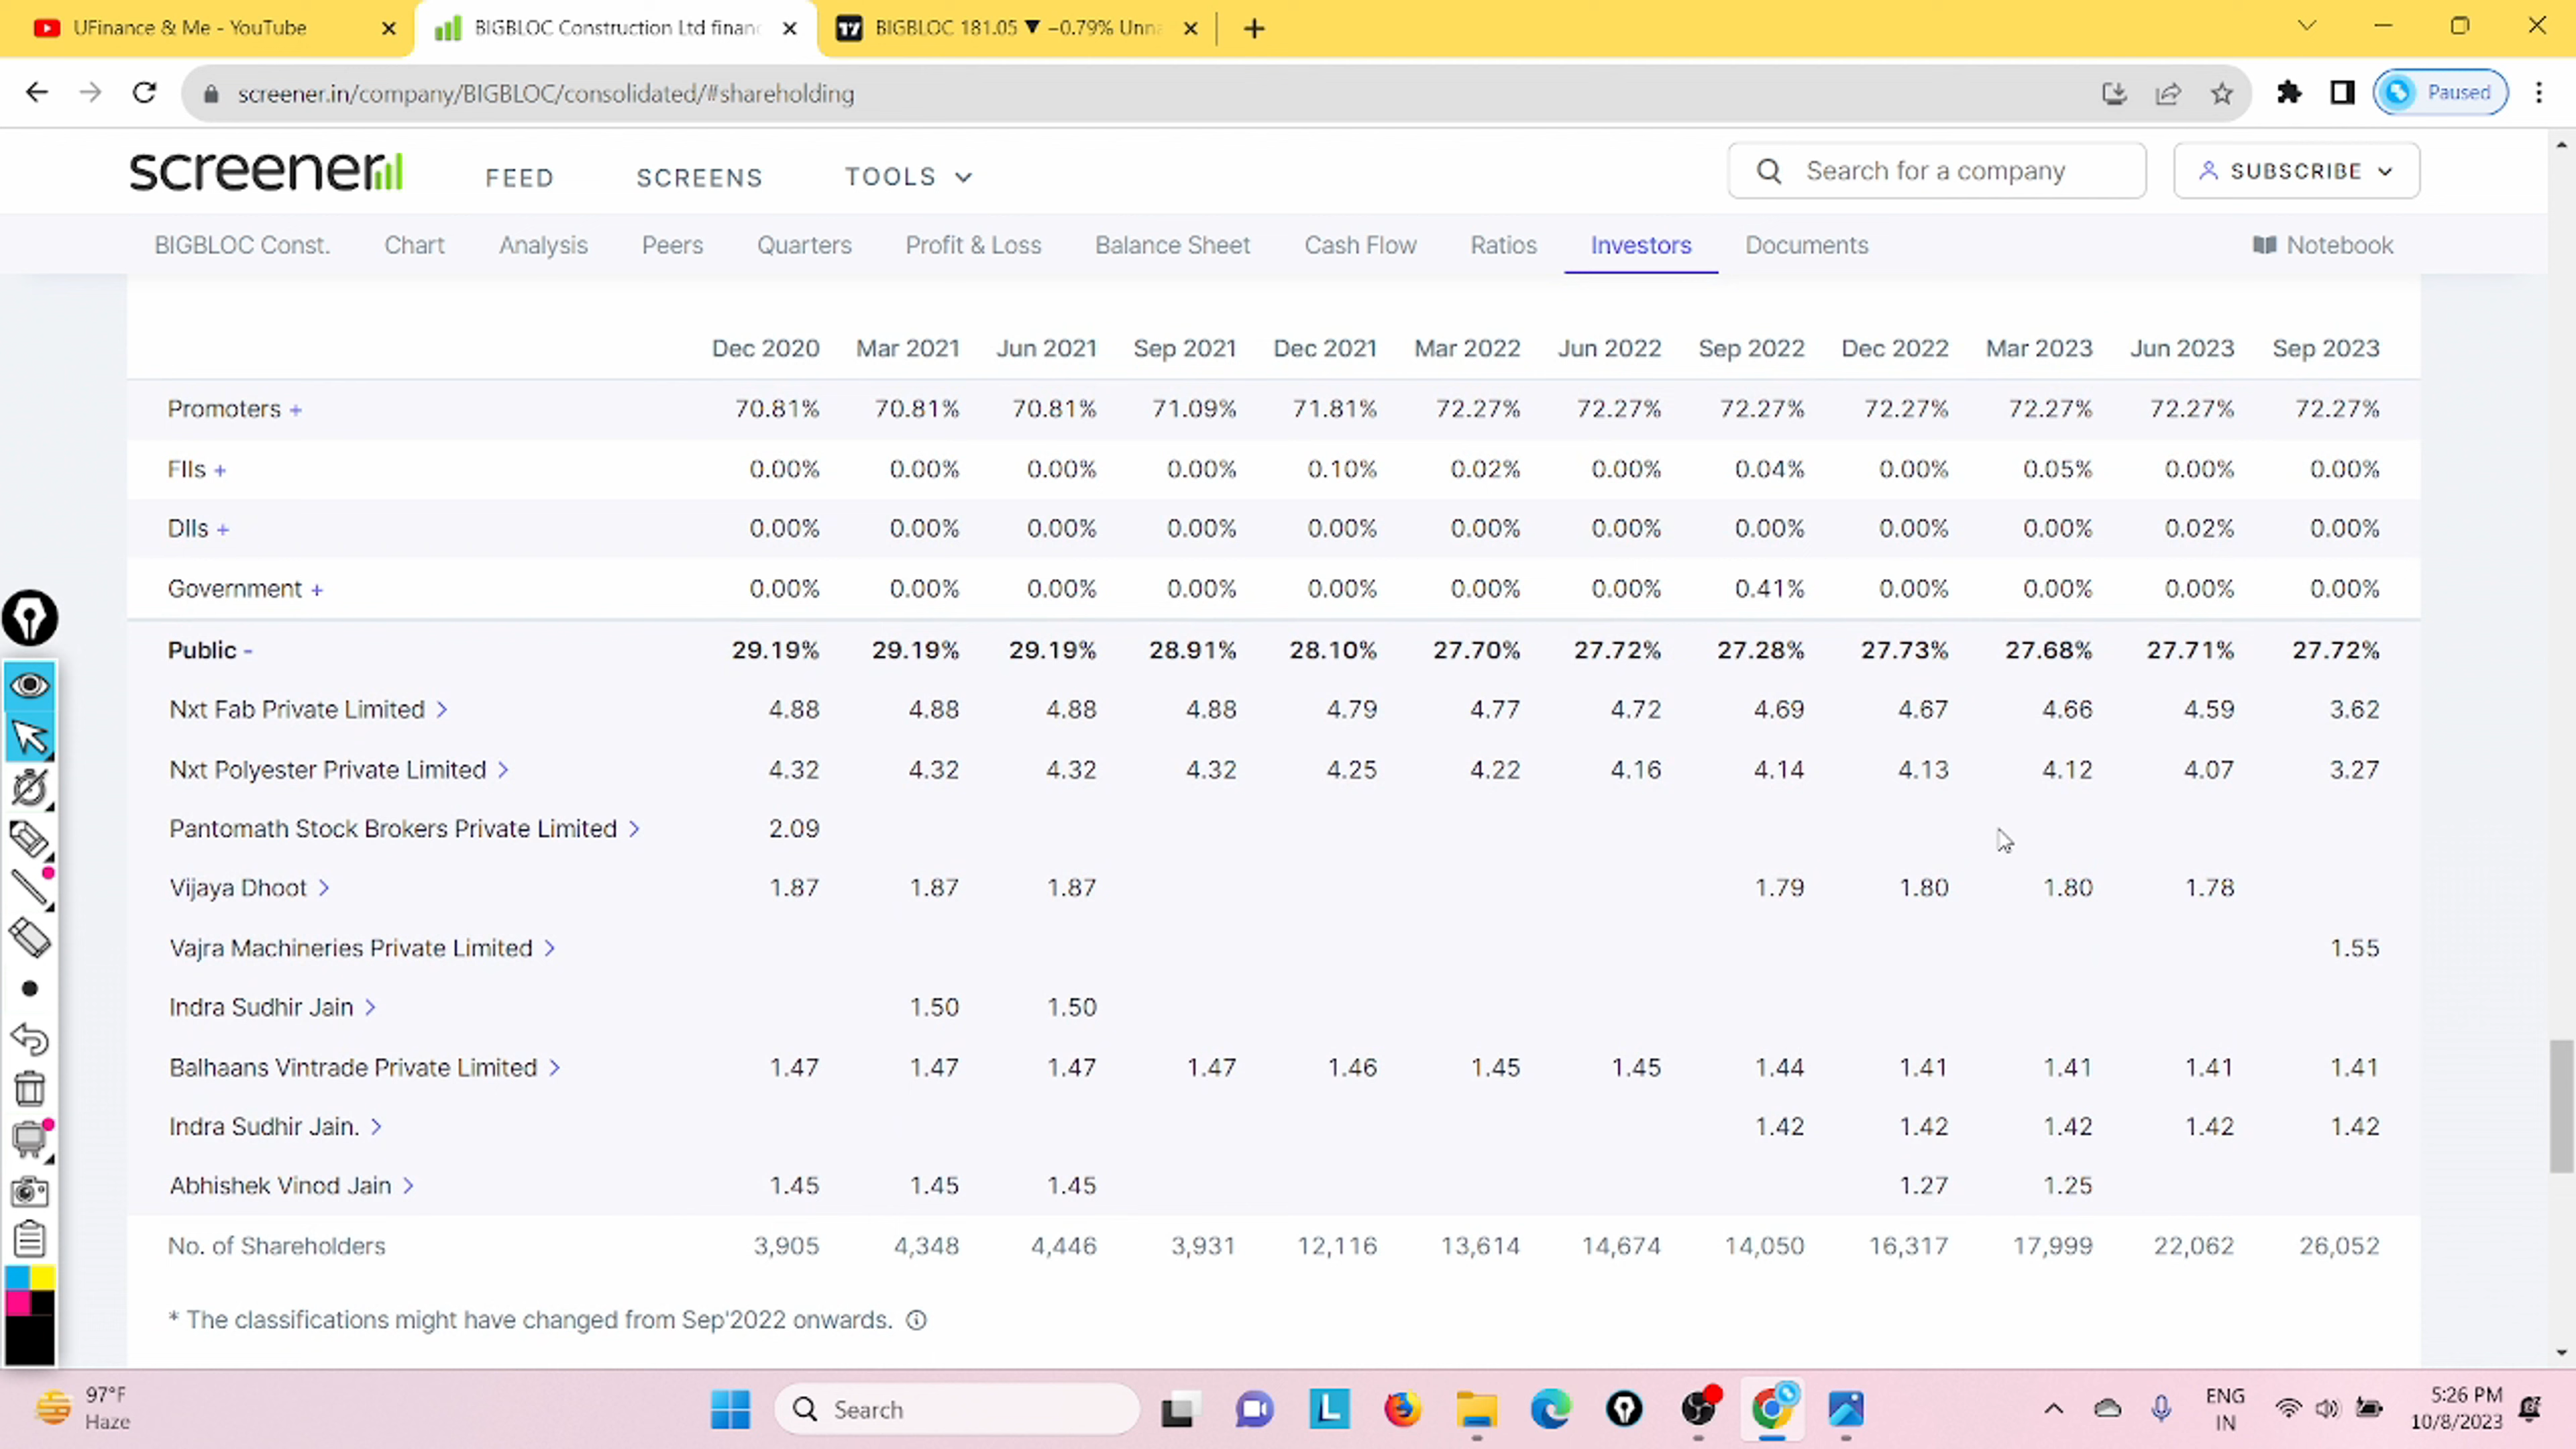 UFinance & Me - YouTube
BIGBLOC Construction Ltd finan
BIGBLOC 181.05 ▼ −0.79% Unn
screener.in/company/BIGBLOC/consolidated/#shareholding
Paused
screener
FEED SCREENS TOOLS
Search for a company
SUBSCRIBE
BIGBLOC Const. Chart Analysis Peers Quarters Profit & Loss Balance Sheet Cash Flow Ratios Investors Documents Notebook
Dec 2020 Mar 2021 Jun 2021 Sep 2021 Dec 2021 Mar 2022 Jun 2022 Sep 2022 Dec 2022 Mar 2023 Jun 2023 Sep 2023
Promoters + 70.81% 70.81% 70.81% 71.09% 71.81% 72.27% 72.27% 72.27% 72.27% 72.27% 72.27% 72.27%
FIIs + 0.00% 0.00% 0.00% 0.00% 0.10% 0.02% 0.00% 0.04% 0.00% 0.05% 0.00% 0.00%
DIIs + 0.00% 0.00% 0.00% 0.00% 0.00% 0.00% 0.00% 0.00% 0.00% 0.00% 0.02% 0.00%
Government + 0.00% 0.00% 0.00% 0.00% 0.00% 0.00% 0.00% 0.41% 0.00% 0.00% 0.00% 0.00%
Public - 29.19% 29.19% 29.19% 28.91% 28.10% 27.70% 27.72% 27.28% 27.73% 27.68% 27.71% 27.72%
Nxt Fab Private Limited > 4.88 4.88 4.88 4.88 4.79 4.77 4.72 4.69 4.67 4.66 4.59 3.62
Nxt Polyester Private Limited > 4.32 4.32 4.32 4.32 4.25 4.22 4.16 4.14 4.13 4.12 4.07 3.27
Pantomath Stock Brokers Private Limited > 2.09
Vijaya Dhoot > 1.87 1.87 1.87 1.79 1.80 1.80 1.78
Vajra Machineries Private Limited > 1.55
Indra Sudhir Jain > 1.50 1.50
Balhaans Vintrade Private Limited > 1.47 1.47 1.47 1.47 1.46 1.45 1.45 1.44 1.41 1.41 1.41 1.41
Indra Sudhir Jain. > 1.42 1.42 1.42 1.42 1.42
Abhishek Vinod Jain > 1.45 1.45 1.45 1.27 1.25
No. of Shareholders 3,905 4,348 4,446 3,931 12,116 13,614 14,674 14,050 16,317 17,999 22,062 26,052
* The classifications might have changed from Sep'2022 onwards.
97°F
Haze
Search
ENG
IN
5:26 PM
10/8/2023